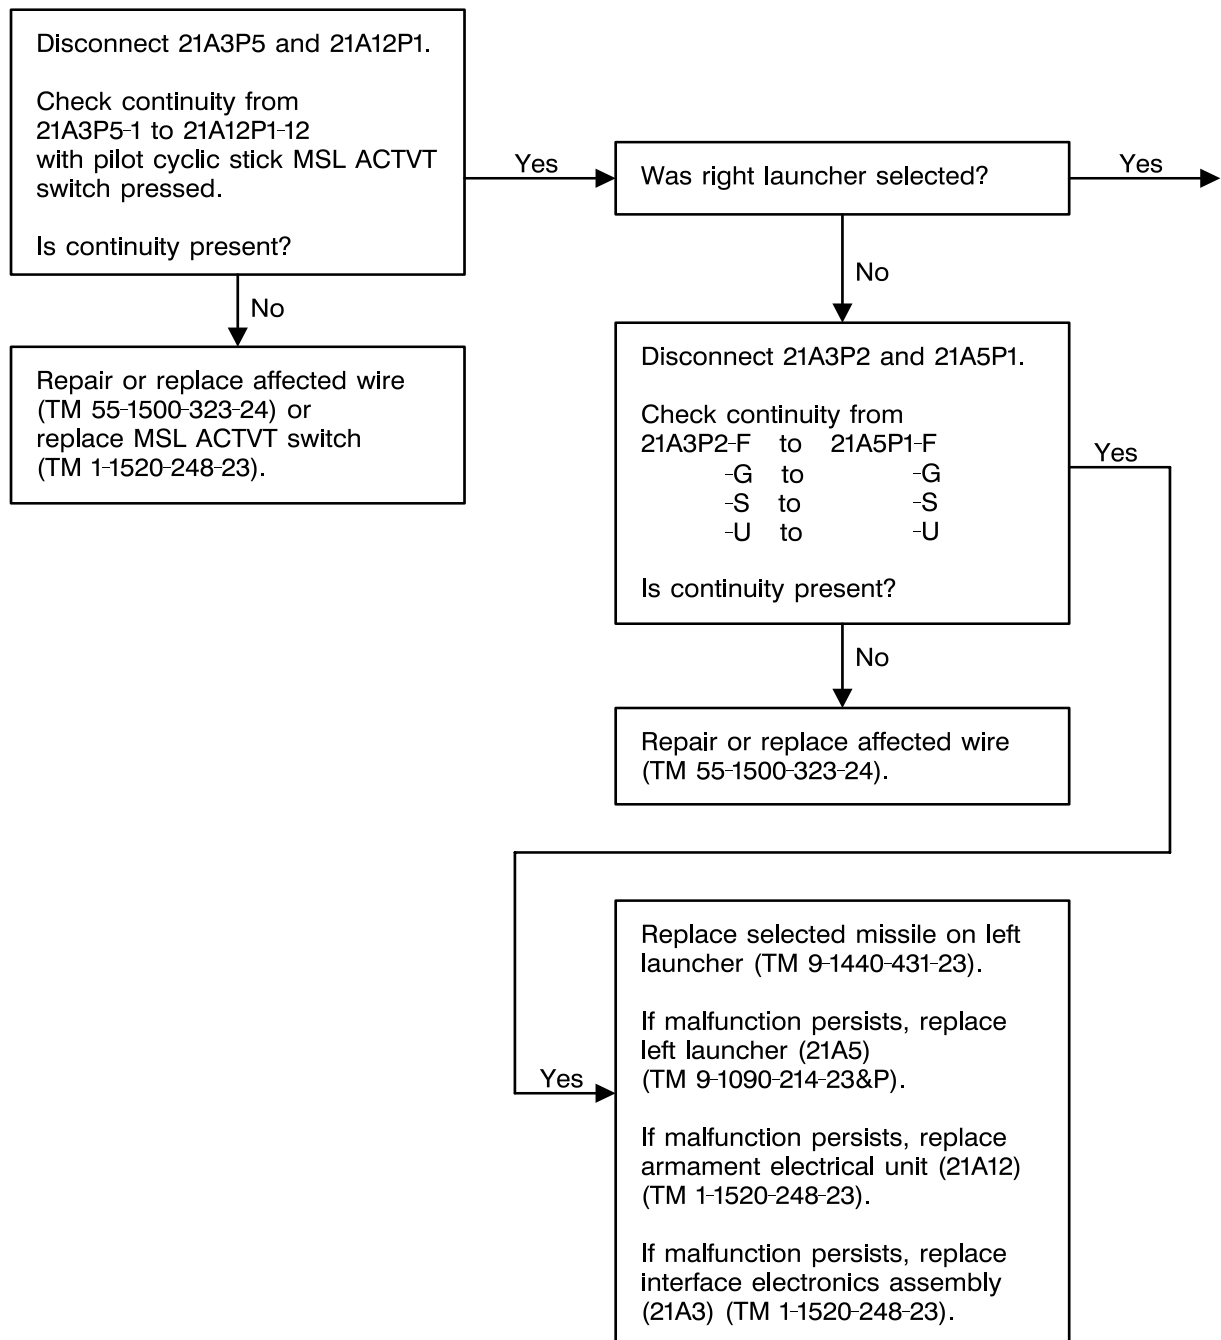 Disconnect 21A3P5 and 21A12P1.
Check continuity from
21A3P5-1 to 21A12P1-12
with pilot cyclic stick MSL ACTVT
switch pressed.
Is continuity present?
Yes
Was right launcher selected?
Yes
No
Repair or replace affected wire
(TM 55-1500-323-24) or
replace MSL ACTVT switch
(TM 1-1520-248-23).
No
Disconnect 21A3P2 and 21A5P1.
Check continuity from
21A3P2-F to 21A5P1-F
-G to -G
-S to -S
-U to -U
Is continuity present?
Yes
No
Repair or replace affected wire
(TM 55-1500-323-24).
Yes
Replace selected missile on left
launcher (TM 9-1440-431-23).
If malfunction persists, replace
left launcher (21A5)
(TM 9-1090-214-23&P).
If malfunction persists, replace
armament electrical unit (21A12)
(TM 1-1520-248-23).
If malfunction persists, replace
interface electronics assembly
(21A3) (TM 1-1520-248-23).